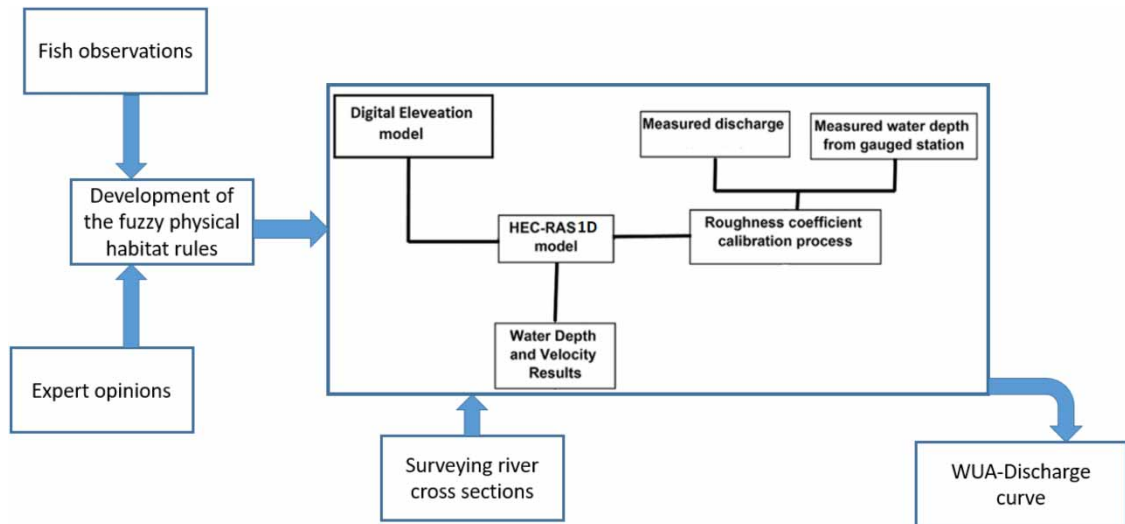 Fish observations
Development of
the fuzzy physical
habitat rules
Expert opinions
Digital Eleveation
model
Measured discharge
Measured water depth
from gauged station
HEC-RAS1D
model
Roughness coefficient
calibration process
Water Depth
and Velocity
Results
Surveying river
cross sections
WUA-Discharge
curve